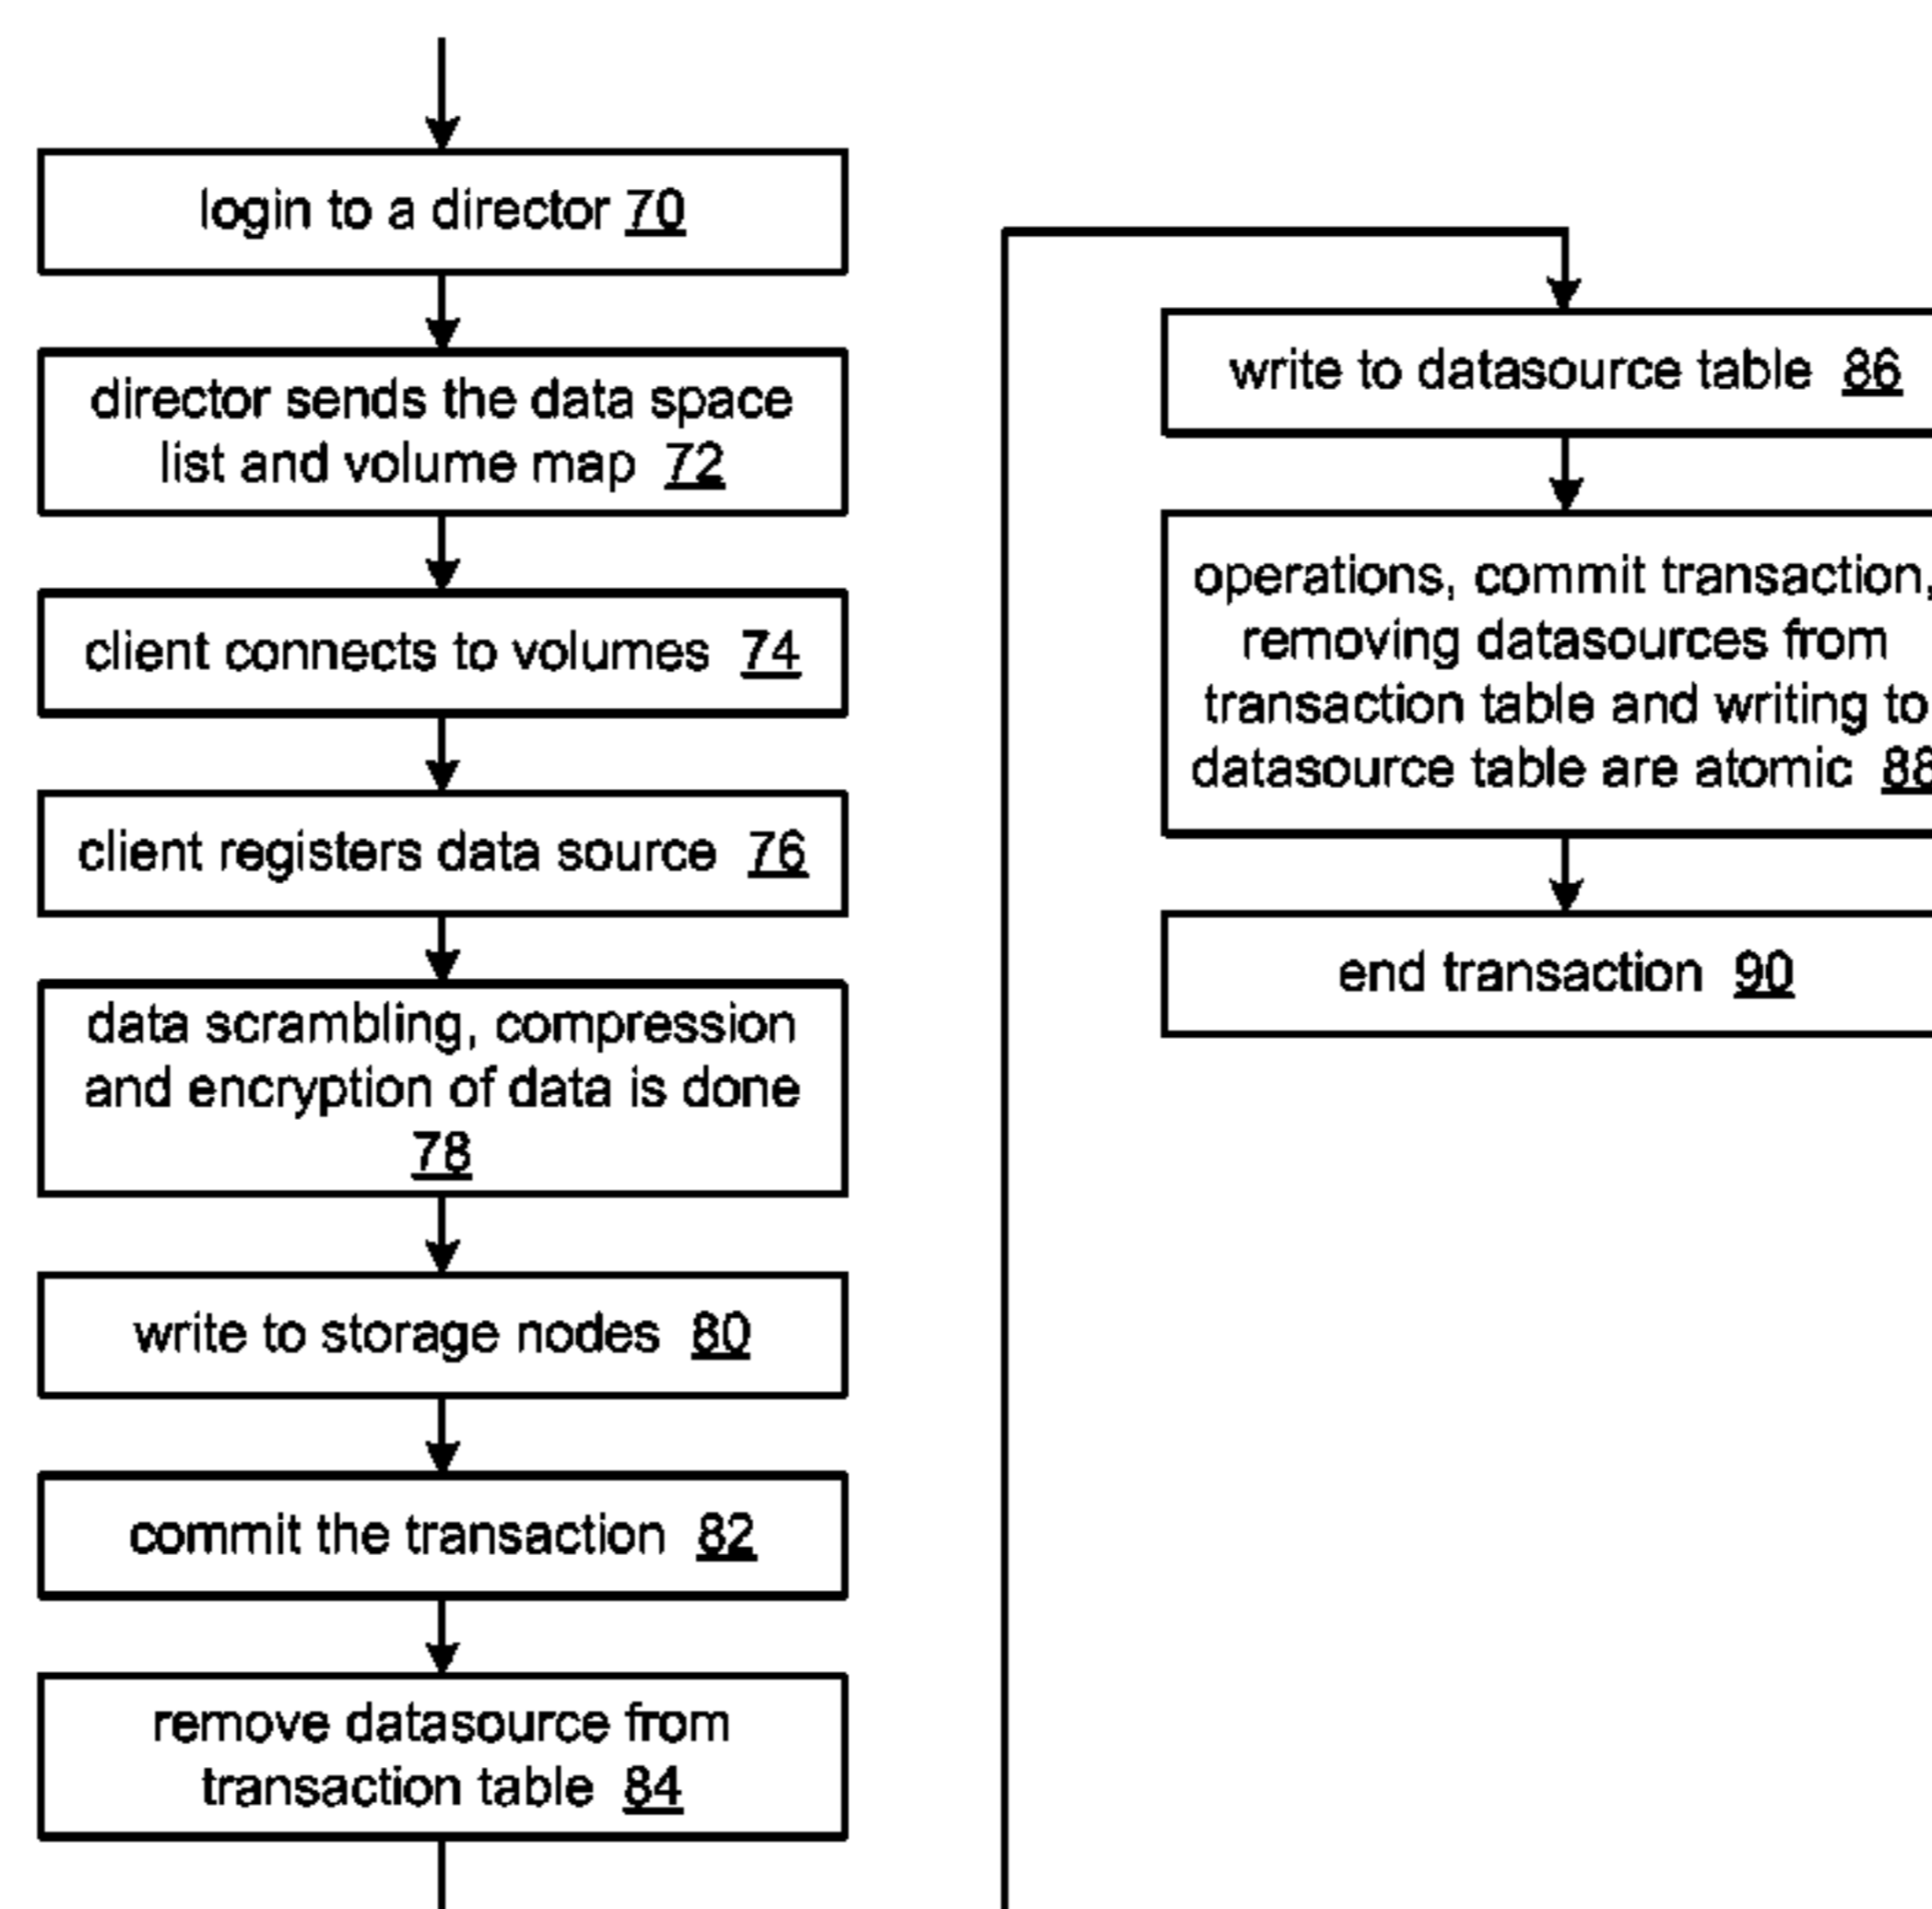 login to a director 70
director sends the data space
list and volume map 72
client connects to volumes 74
client registers data source 76
data scrambling, compression
and encryption of data is done
78
write to storage nodes 80
commit the transaction 82
remove datasource from
transaction table 84
write to datasource table 86
operations, commit transaction,
removing datasources from
transaction table and writing to
datasource table are atomic 88
end transaction 90